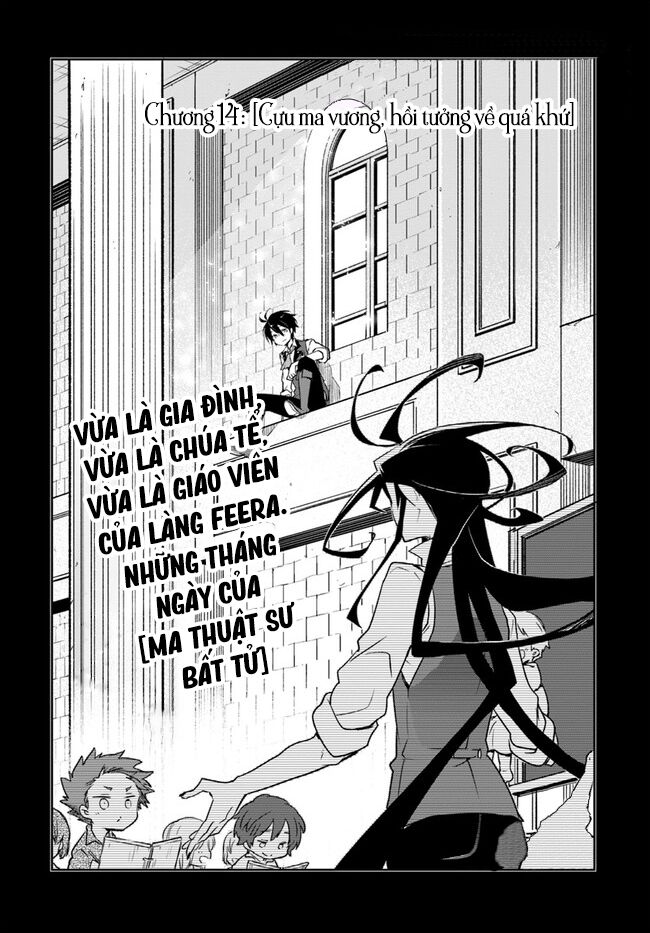 Chương 14: [Cựu ma vương, hồi tưởng về quá khứ]
VỪA LÀ GIA ĐÌNH,
VỪA LÀ CHÚA TỂ,
VỪA LÀ GIÁO VIÊN
CỦA LÀNG FEERA.
NHỮNG THÁNG
NGÀY CỦA
[MA THUẬT SƯ
BẤT TỬ]